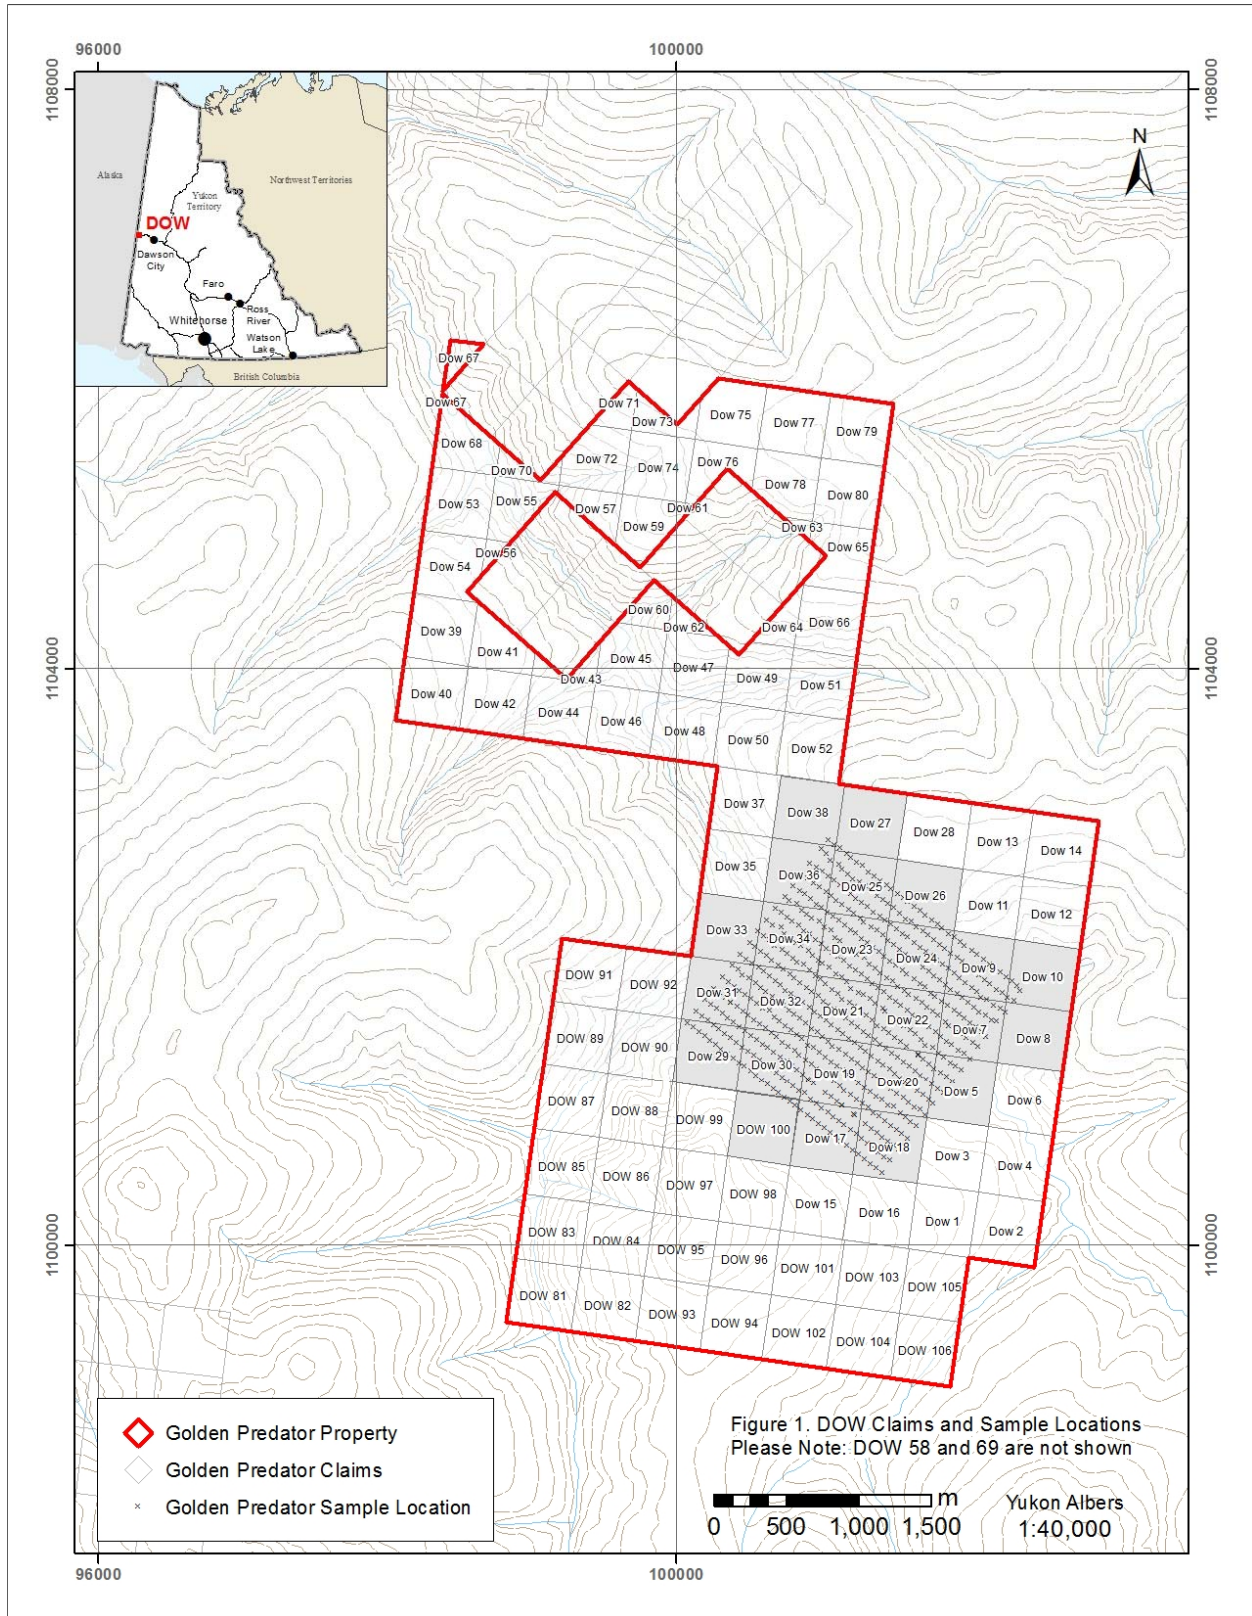 96000
100000
1108000
1108000
N
Alaska
Northwest Territories
Yukon
Territory
DOW
Dawson
City
Faro
Ross
River
Whitehorse
Watson
Lake
British Columbia
Dow 67
Dow 67
Dow 71
Dow 73
Dow 75
Dow 77
Dow 79
Dow 68
Dow 70
Dow 72
Dow 74
Dow 76
Dow 78
Dow 80
Dow 53
Dow 55
Dow 57
Dow 59
Dow 61
Dow 63
Dow 65
Dow 54
Dow 56
Dow 60
Dow 62
Dow 64
Dow 66
Dow 39
Dow 41
Dow 43
Dow 45
Dow 47
Dow 49
Dow 51
1104000
1104000
Dow 40
Dow 42
Dow 44
Dow 46
Dow 48
Dow 50
Dow 52
Dow 37
Dow 38
Dow 27
Dow 28
Dow 13
Dow 14
Dow 35
Dow 36
Dow 25
Dow 26
Dow 11
Dow 12
Dow 33
Dow 34
Dow 23
Dow 24
Dow 9
Dow 10
DOW 91
DOW 92
Dow 31
Dow 32
Dow 21
Dow 22
Dow 7
Dow 8
DOW 89
DOW 90
Dow 29
Dow 30
Dow 19
Dow 20
Dow 5
Dow 6
DOW 87
DOW 88
DOW 99
DOW 100
Dow 17
Dow 18
Dow 3
Dow 4
DOW 85
DOW 86
DOW 97
DOW 98
Dow 15
Dow 16
Dow 1
Dow 2
DOW 83
DOW 84
DOW 95
DOW 96
DOW 101
DOW 103
DOW 105
1100000
1100000
DOW 81
DOW 82
DOW 93
DOW 94
DOW 102
DOW 104
DOW 106
Golden Predator Property
Golden Predator Claims
Golden Predator Sample Location
Figure 1. DOW Claims and Sample Locations
Please Note: DOW 58 and 69 are not shown
m
0 500 1,000 1,500
Yukon Albers
1:40,000
96000
100000